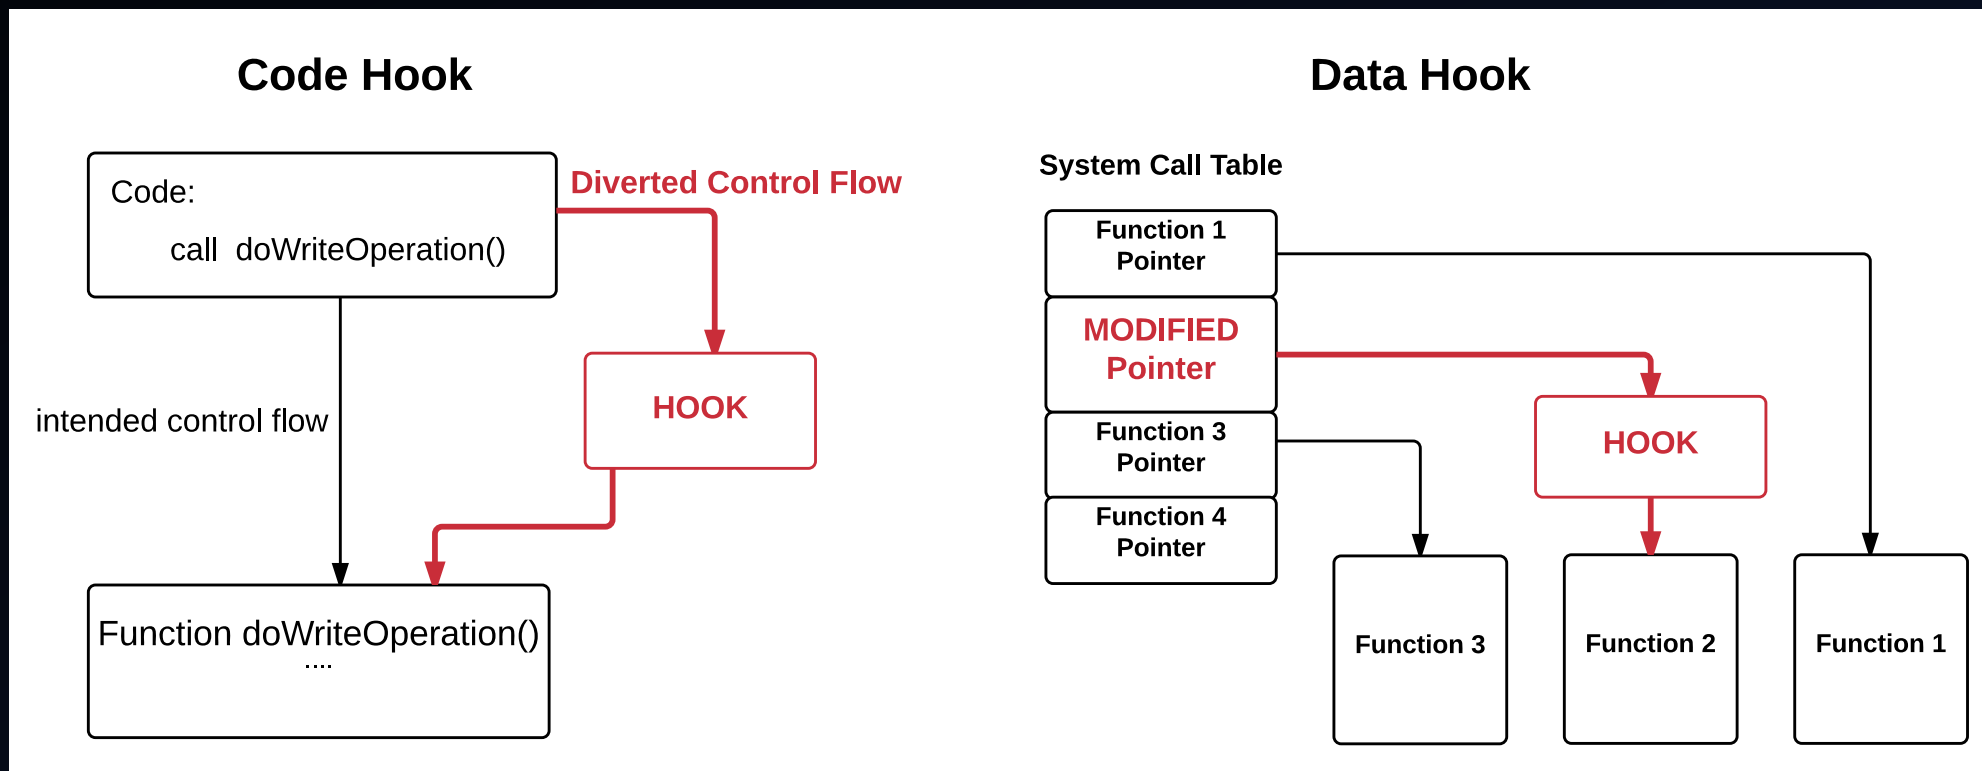 Code Hook
Code:
call doWriteOperation()
Diverted Control Flow
HOOK
intended control flow
Function doWriteOperation()
....
Data Hook
System Call Table
Function 1
Pointer
MODIFIED
Pointer
Function 3
Pointer
Function 4
Pointer
HOOK
Function 3
Function 2
Function 1